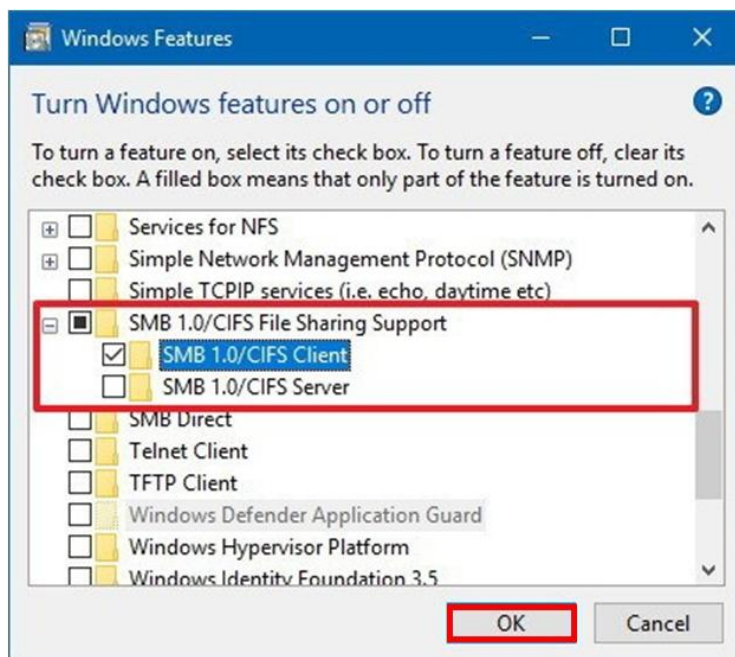 Windows Features
Turn Windows features on or off
?
To turn a feature on, select its check box. To turn a feature off, clear its
check box. A filled box means that only part of the feature is turned on.
Services for NFS
Simple Network Management Protocol (SNMP)
Simple TCPIP services (i.e. echo, daytime etc)
SMB 1.0/CIFS File Sharing Support
SMB 1.0/CIFS Client
SMB 1.0/CIFS Server
SMB Direct
Telnet Client
TFTP Client
Windows Defender Application Guard
Windows Hypervisor Platform
Windows Identity Foundation 3.5
OK Cancel